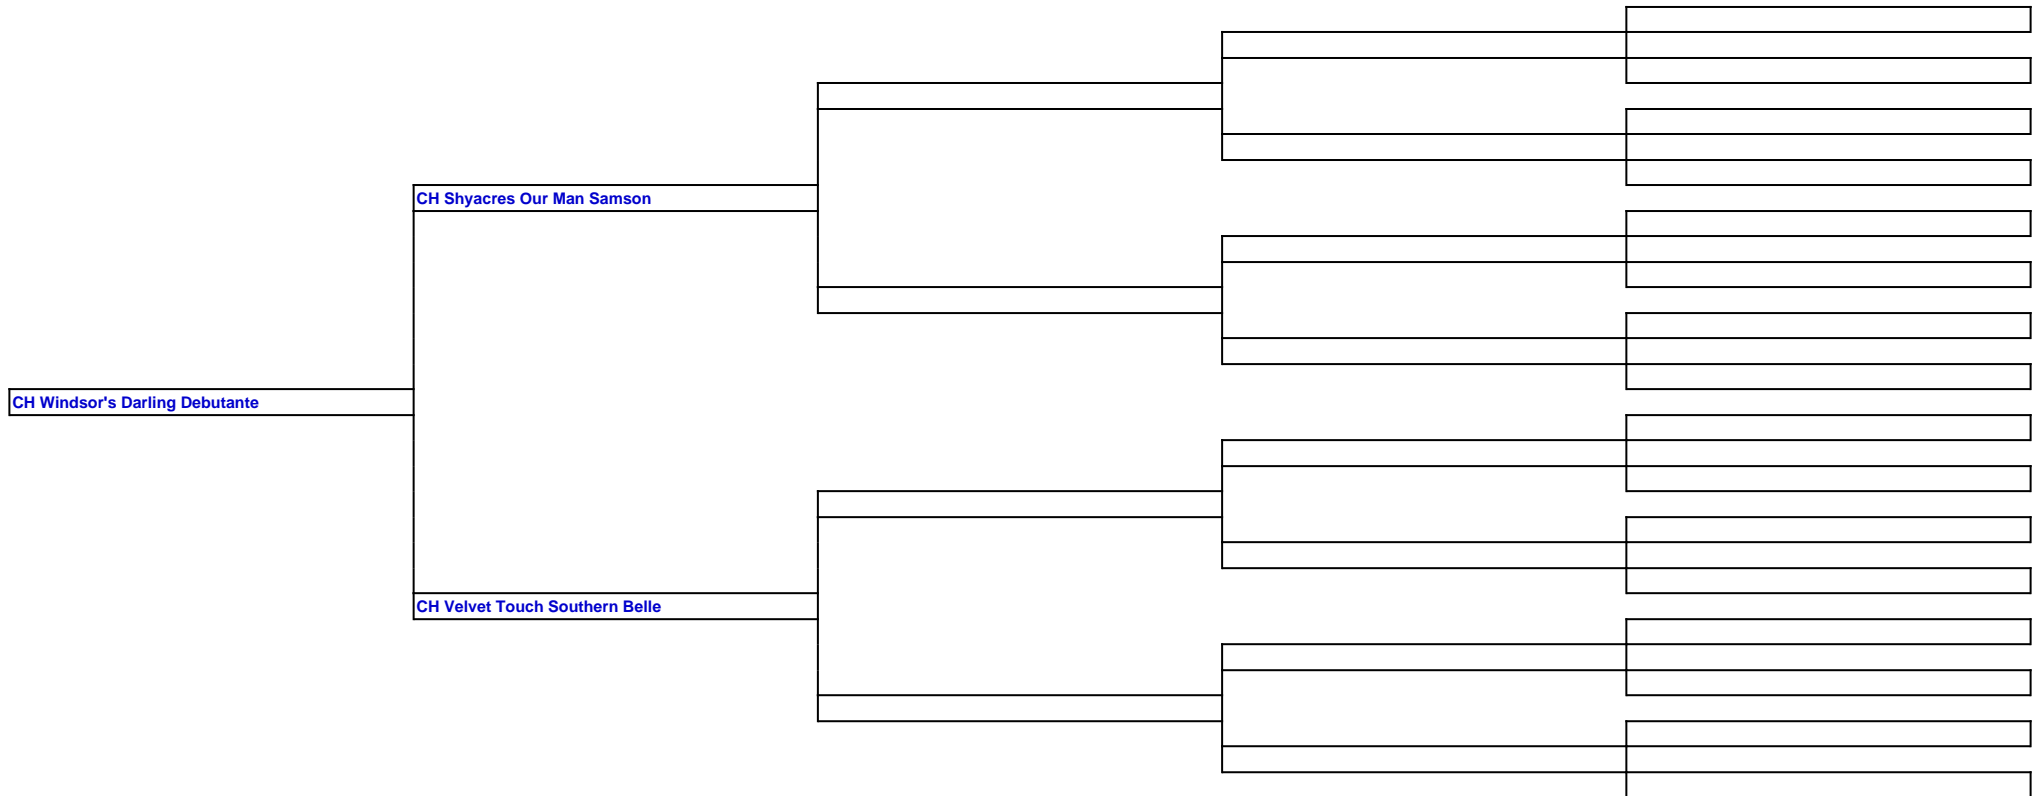 CH Shyacres Our Man Samson
CH Windsor's Darling Debutante
CH Velvet Touch Southern Belle